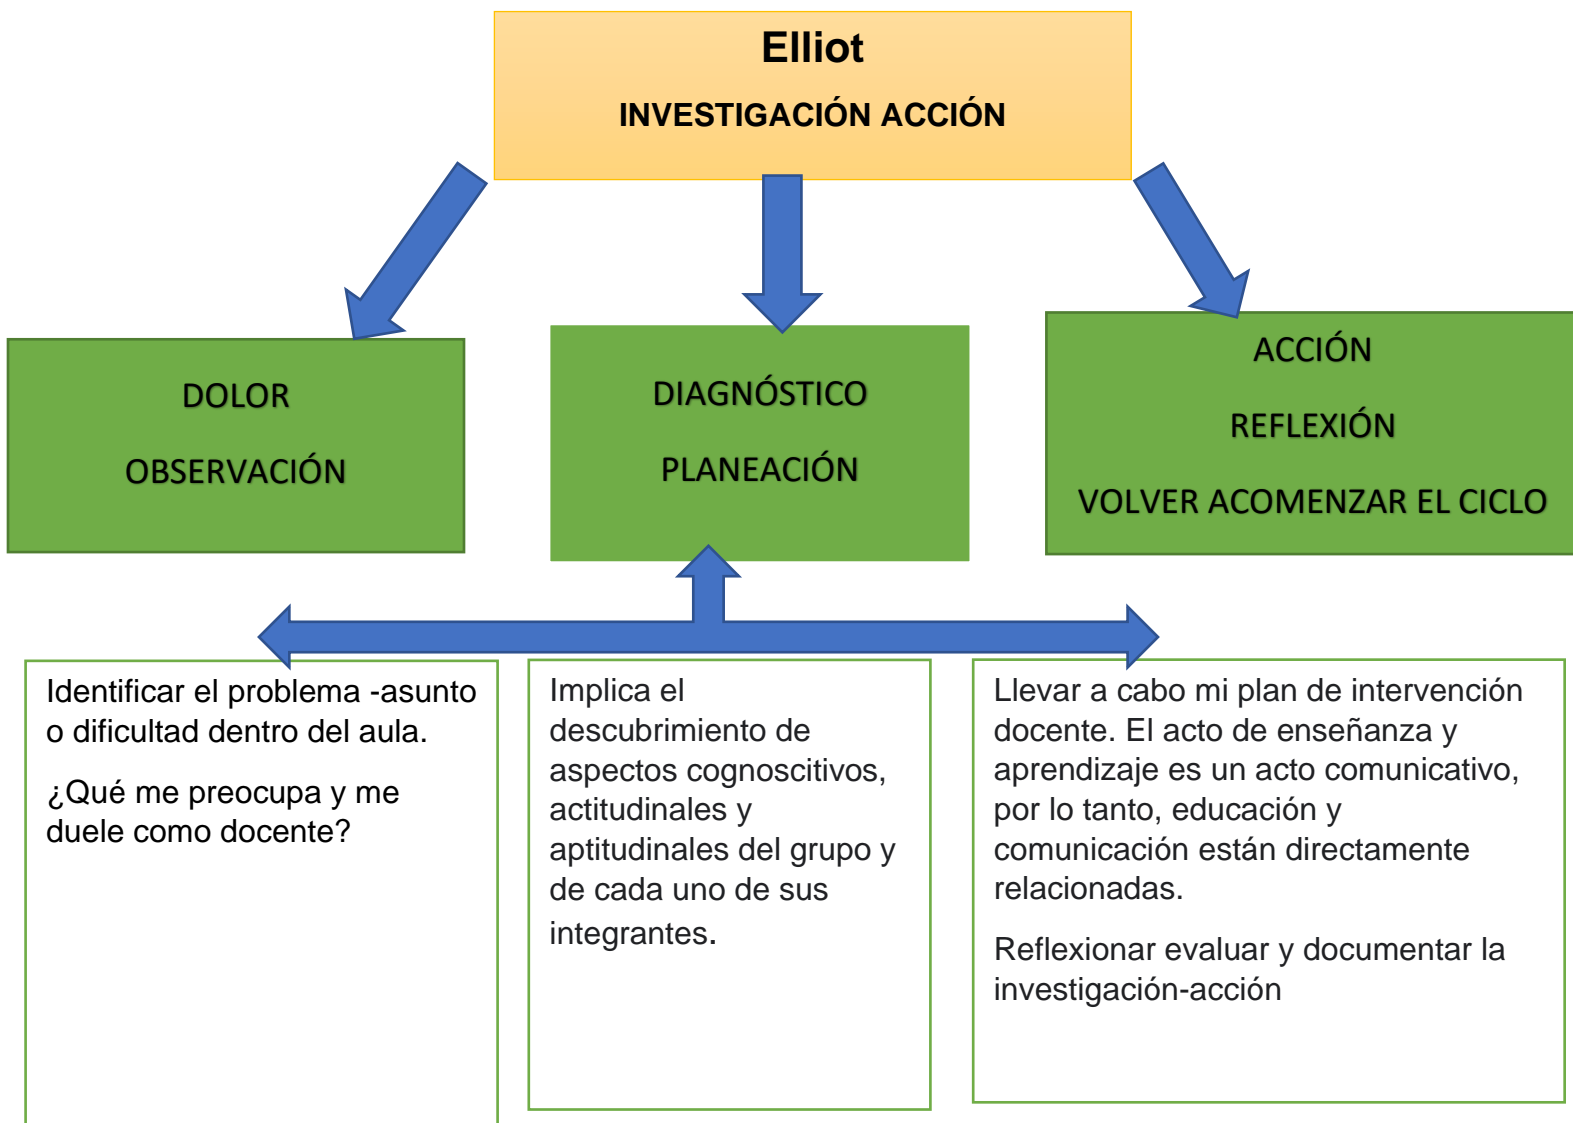 Elliot
INVESTIGACIÓN ACCIÓN
DOLOR
OBSERVACIÓN
DIAGNÓSTICO
PLANEACIÓN
ACCIÓN
REFLEXIÓN
VOLVER ACOMENZAR EL CICLO
Identificar el problema -asunto
o dificultad dentro del aula.
¿Qué me preocupa y me
duele como docente?
Implica el
descubrimiento de
aspectos cognoscitivos,
actitudinales y
aptitudinales del grupo y
de cada uno de sus
integrantes.
Llevar a cabo mi plan de intervención
docente. El acto de enseñanza y
aprendizaje es un acto comunicativo,
por lo tanto, educación y
comunicación están directamente
relacionadas.
Reflexionar evaluar y documentar la
investigación-acción